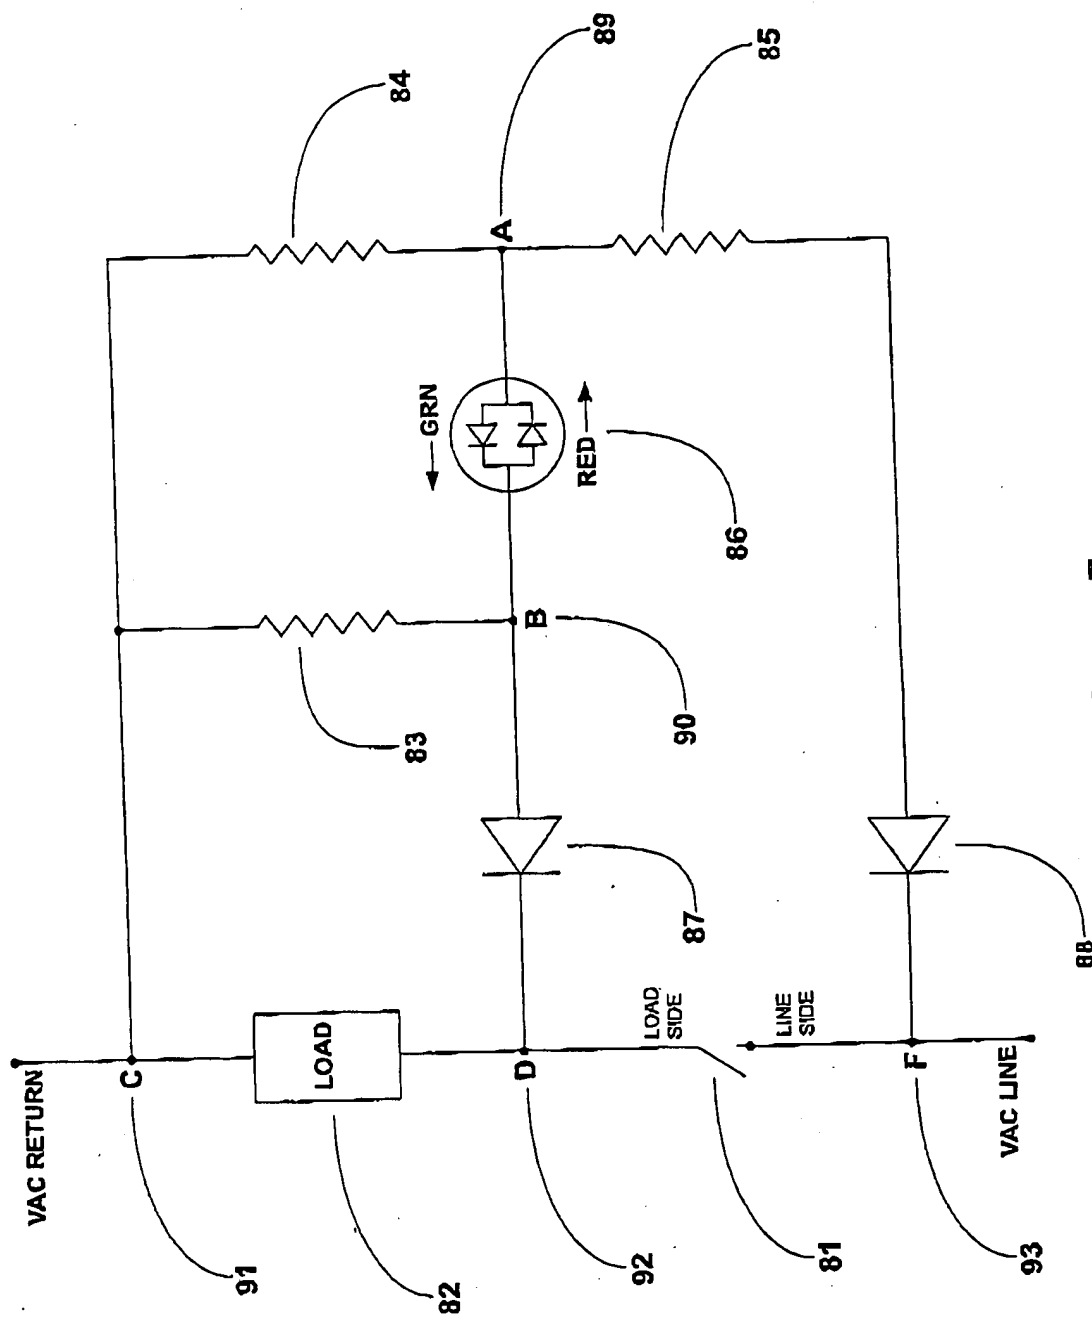 VAC RETURN
C
91
LOAD
84
83
← GRN
82
A
D
B
RED →
89
92
LOAD
SIDE
90
87
86
85
LINE
SIDE
81
F
VAC LINE
93
88